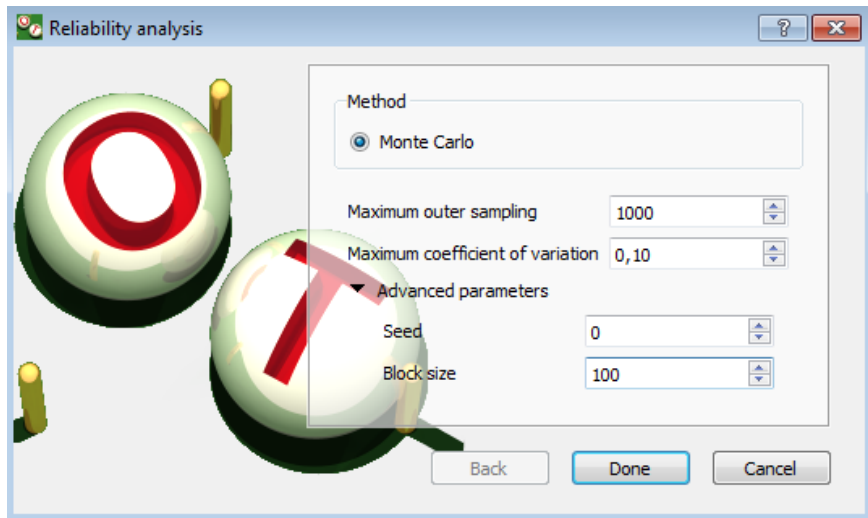 Reliability analysis
Method
Monte Carlo
Maximum outer sampling 1000
Maximum coefficient of variation 0,10
Advanced parameters
Seed 0
Block size 100
Back Done Cancel
O
T